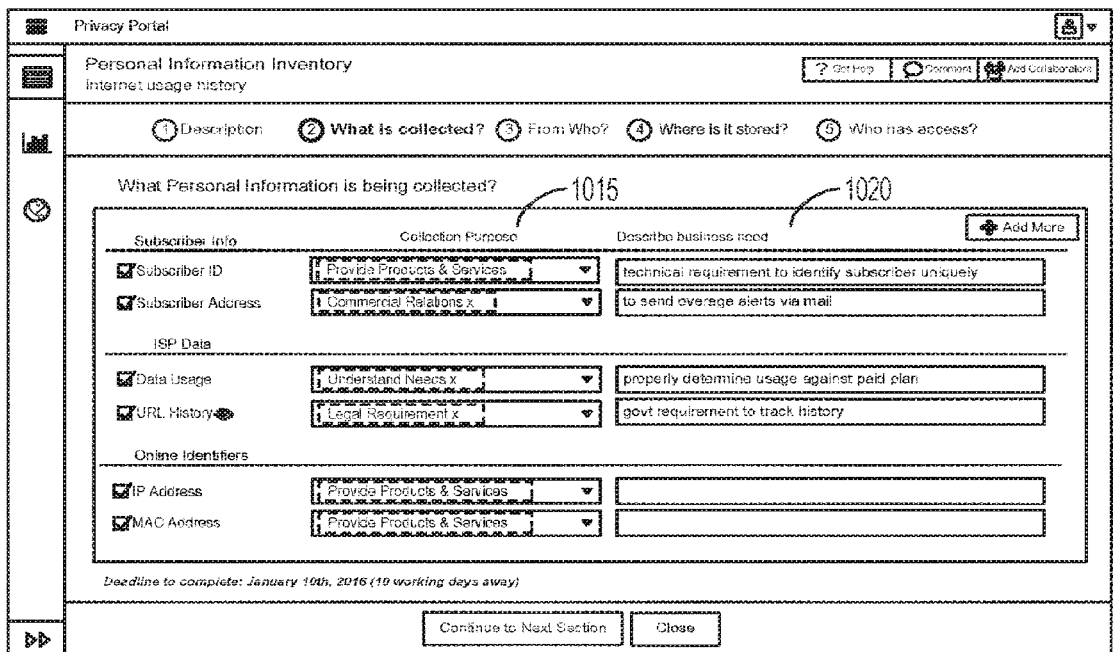 Privacy Portal
Personal Information Inventory
Internet usage history
? Get Help Comment Add Collaborators
1 Description 2 What is collected? 3 From Who? 4 Where is it stored? 5 Who has access?
What Personal Information is being collected?
1015
1020
Subscriber Info Collection Purpose Describe business need Add More
Subscriber ID Provide Products & Services technical requirement to identify subscriber uniquely
Subscriber Address Commercial Relations x to send overage alerts via mail
ISP Data
Data Usage Understand Needs x properly determine usage against paid plan
URL History Legal Requirement x govt requirement to track history
Online Identifiers
IP Address Provide Products & Services
MAC Address Provide Products & Services
Deadline to complete: January 10th, 2016 (10 working days away)
Continue to Next Section Close